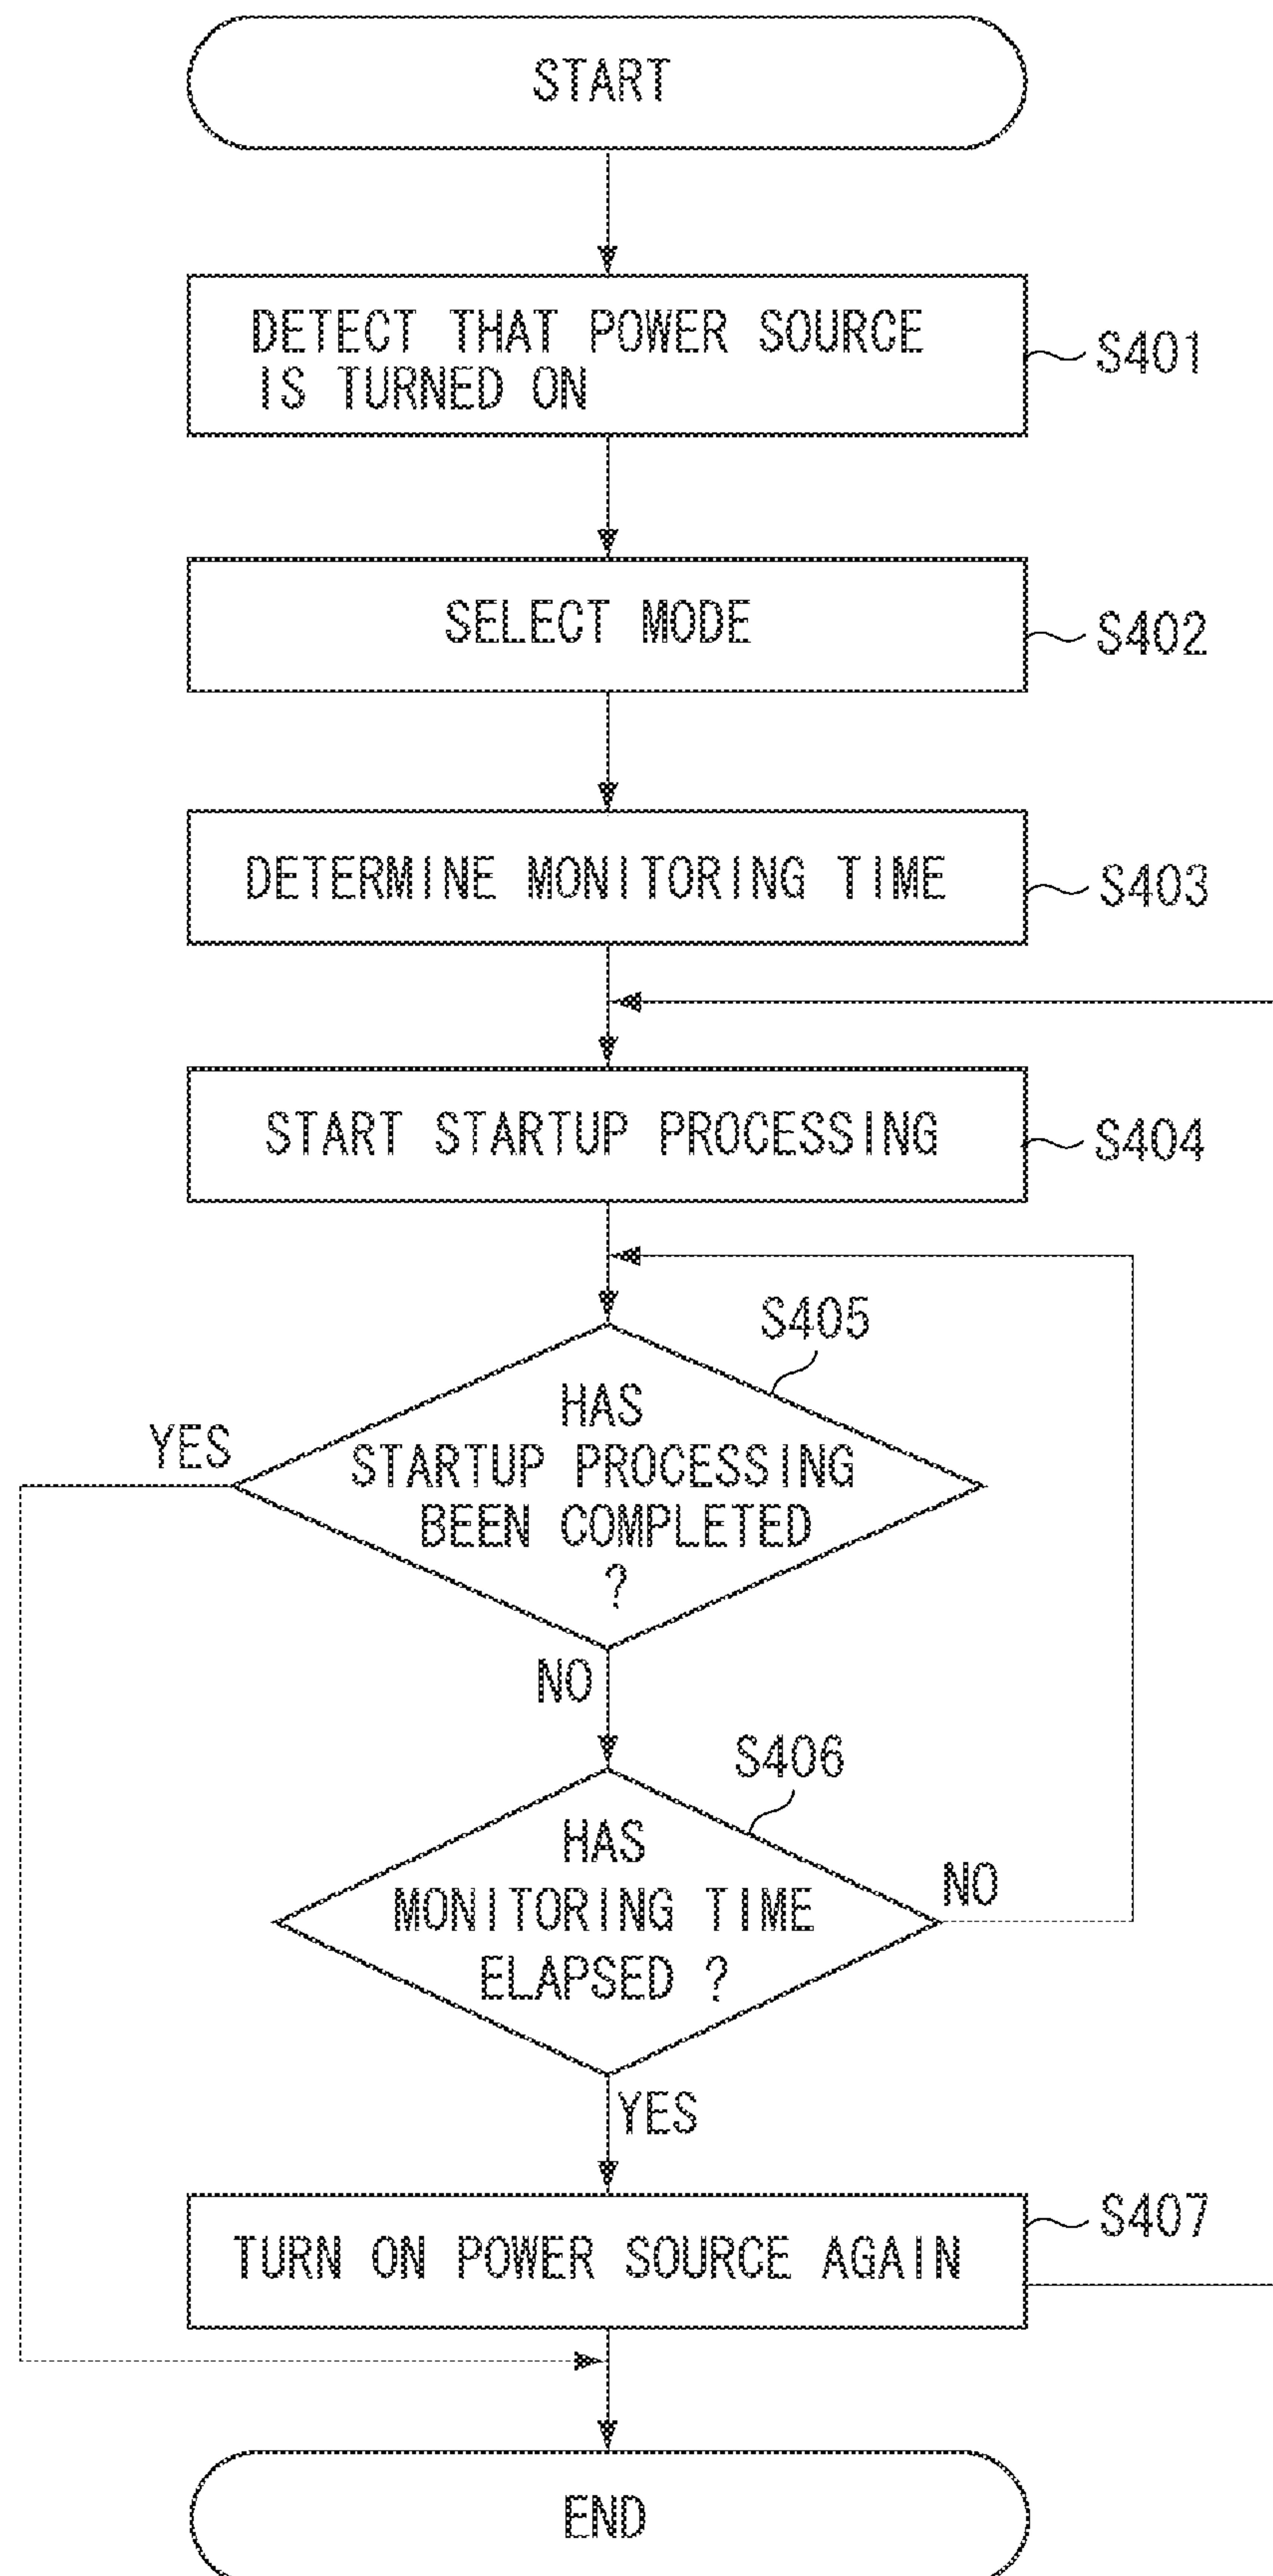 START
DETECT THAT POWER SOURCE
IS TURNED ON
S401
SELECT MODE
S402
DETERMINE MONITORING TIME
S403
START STARTUP PROCESSING
S404
S405
HAS
STARTUP PROCESSING
BEEN COMPLETED
?
YES
NO
S406
HAS
MONITORING TIME
ELAPSED ?
NO
YES
TURN ON POWER SOURCE AGAIN
S407
END